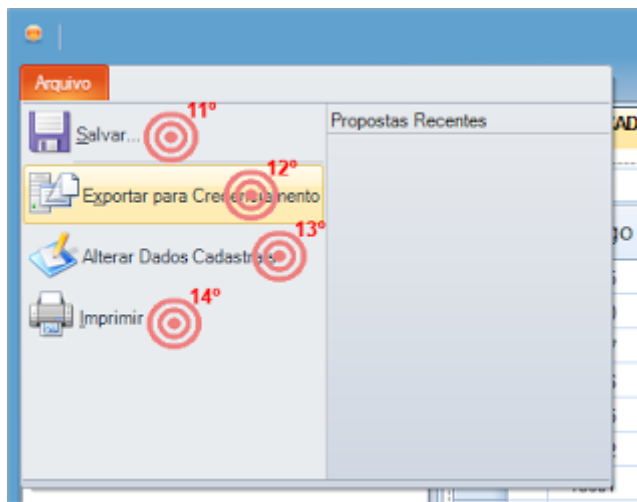 Arquivo
11º
Salvar...
Propostas Recentes
12º
Exportar para Credenciamento
13º
Alterar Dados Cadastrais
14º
Imprimir